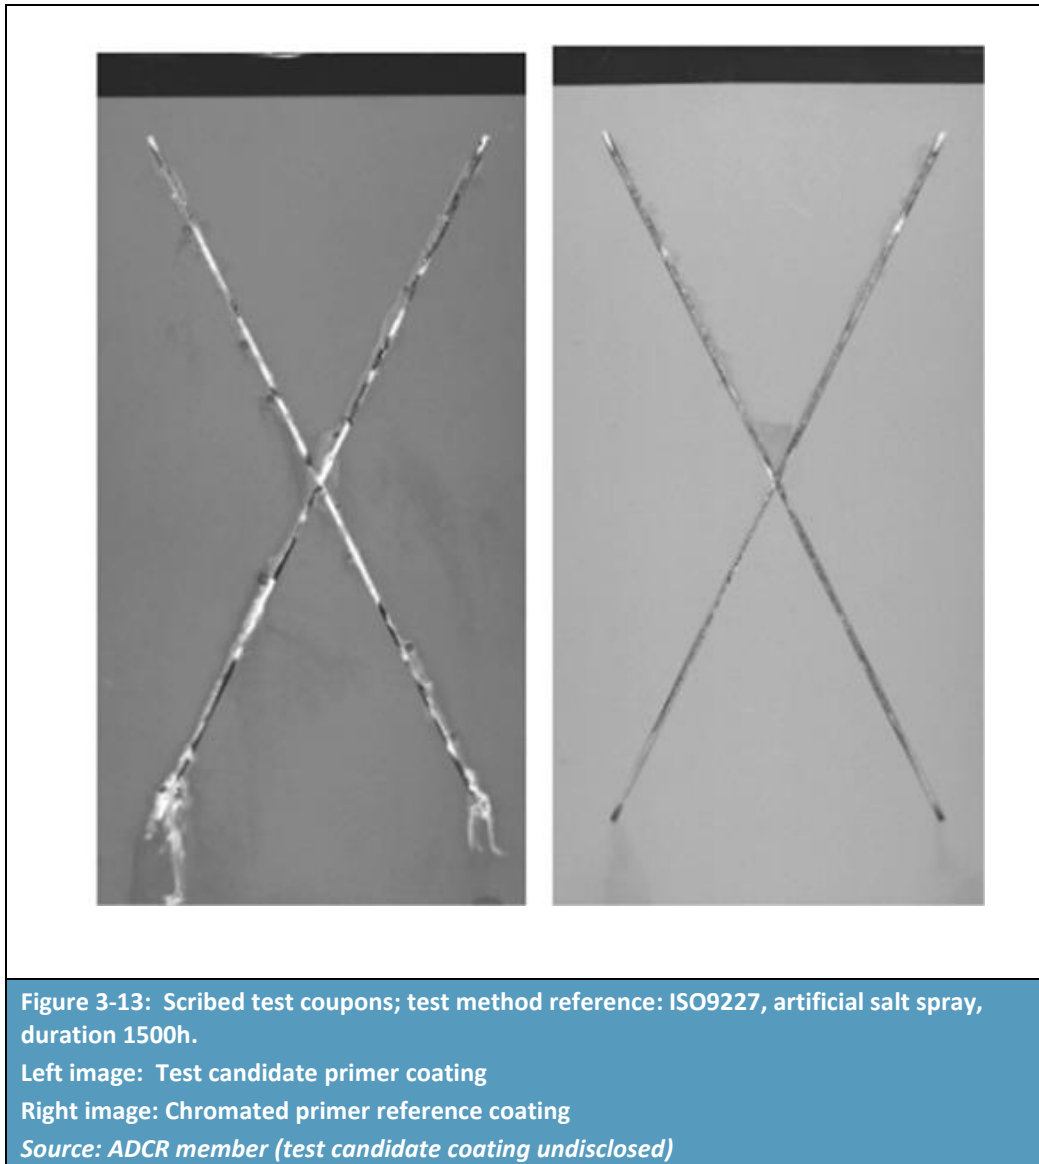 Figure 3-13: Scribed test coupons; test method reference: ISO9227, artificial salt spray,
duration 1500h.
Left image: Test candidate primer coating
Right image: Chromated primer reference coating
Source: ADCR member (test candidate coating undisclosed)